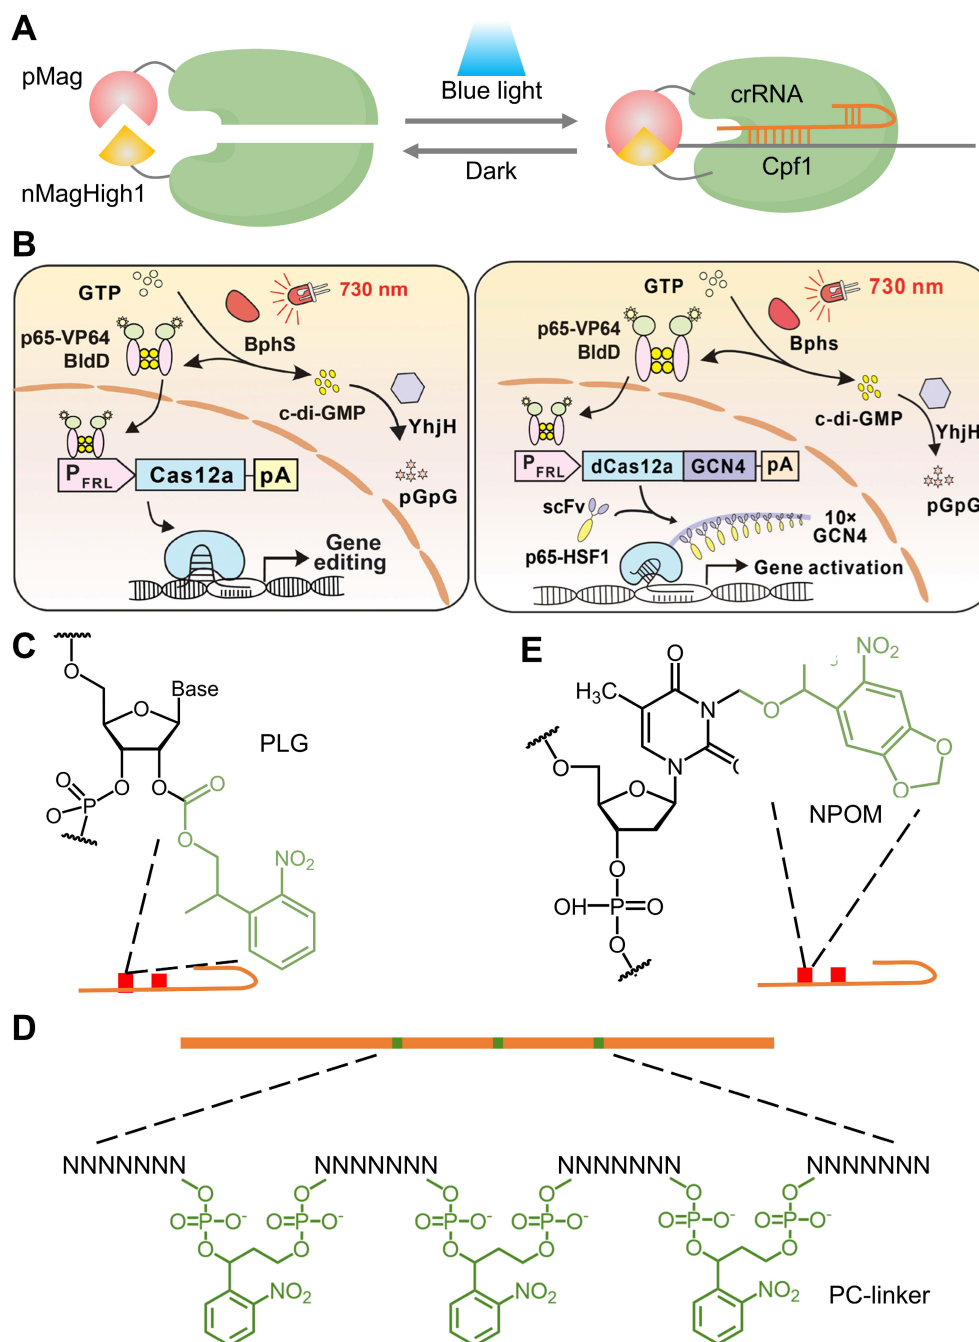 A
pMag
nMagHigh1
Blue light
Dark
crRNA
Cpf1
B
GTP
730 nm
p65-VP64
BldD
BphS
c-di-GMP
YhjH
pGpG
PFRL
Cas12a
pA
Gene
editing
GTP
730 nm
p65-VP64
BldD
Bphs
c-di-GMP
YhjH
pGpG
PFRL
dCas12a
GCN4
pA
scFv
p65-HSF1
10×
GCN4
Gene activation
C
O
Base
O
PLG
O
O
O
O
P
O
O
NO2
E
O
NO2
H3C
N
O
O
N
O
O
O
NPOM
O
OH
P
O
O
D
NNNNNNN
NNNNNNN
NNNNNNN
NNNNNNN
O
O
O
O
O
O
O=P-O-
P-O-
O=P-O-
P-O-
O=P-O-
P-O-
O
O
O
O
O
O
NO2
NO2
NO2
PC-linker